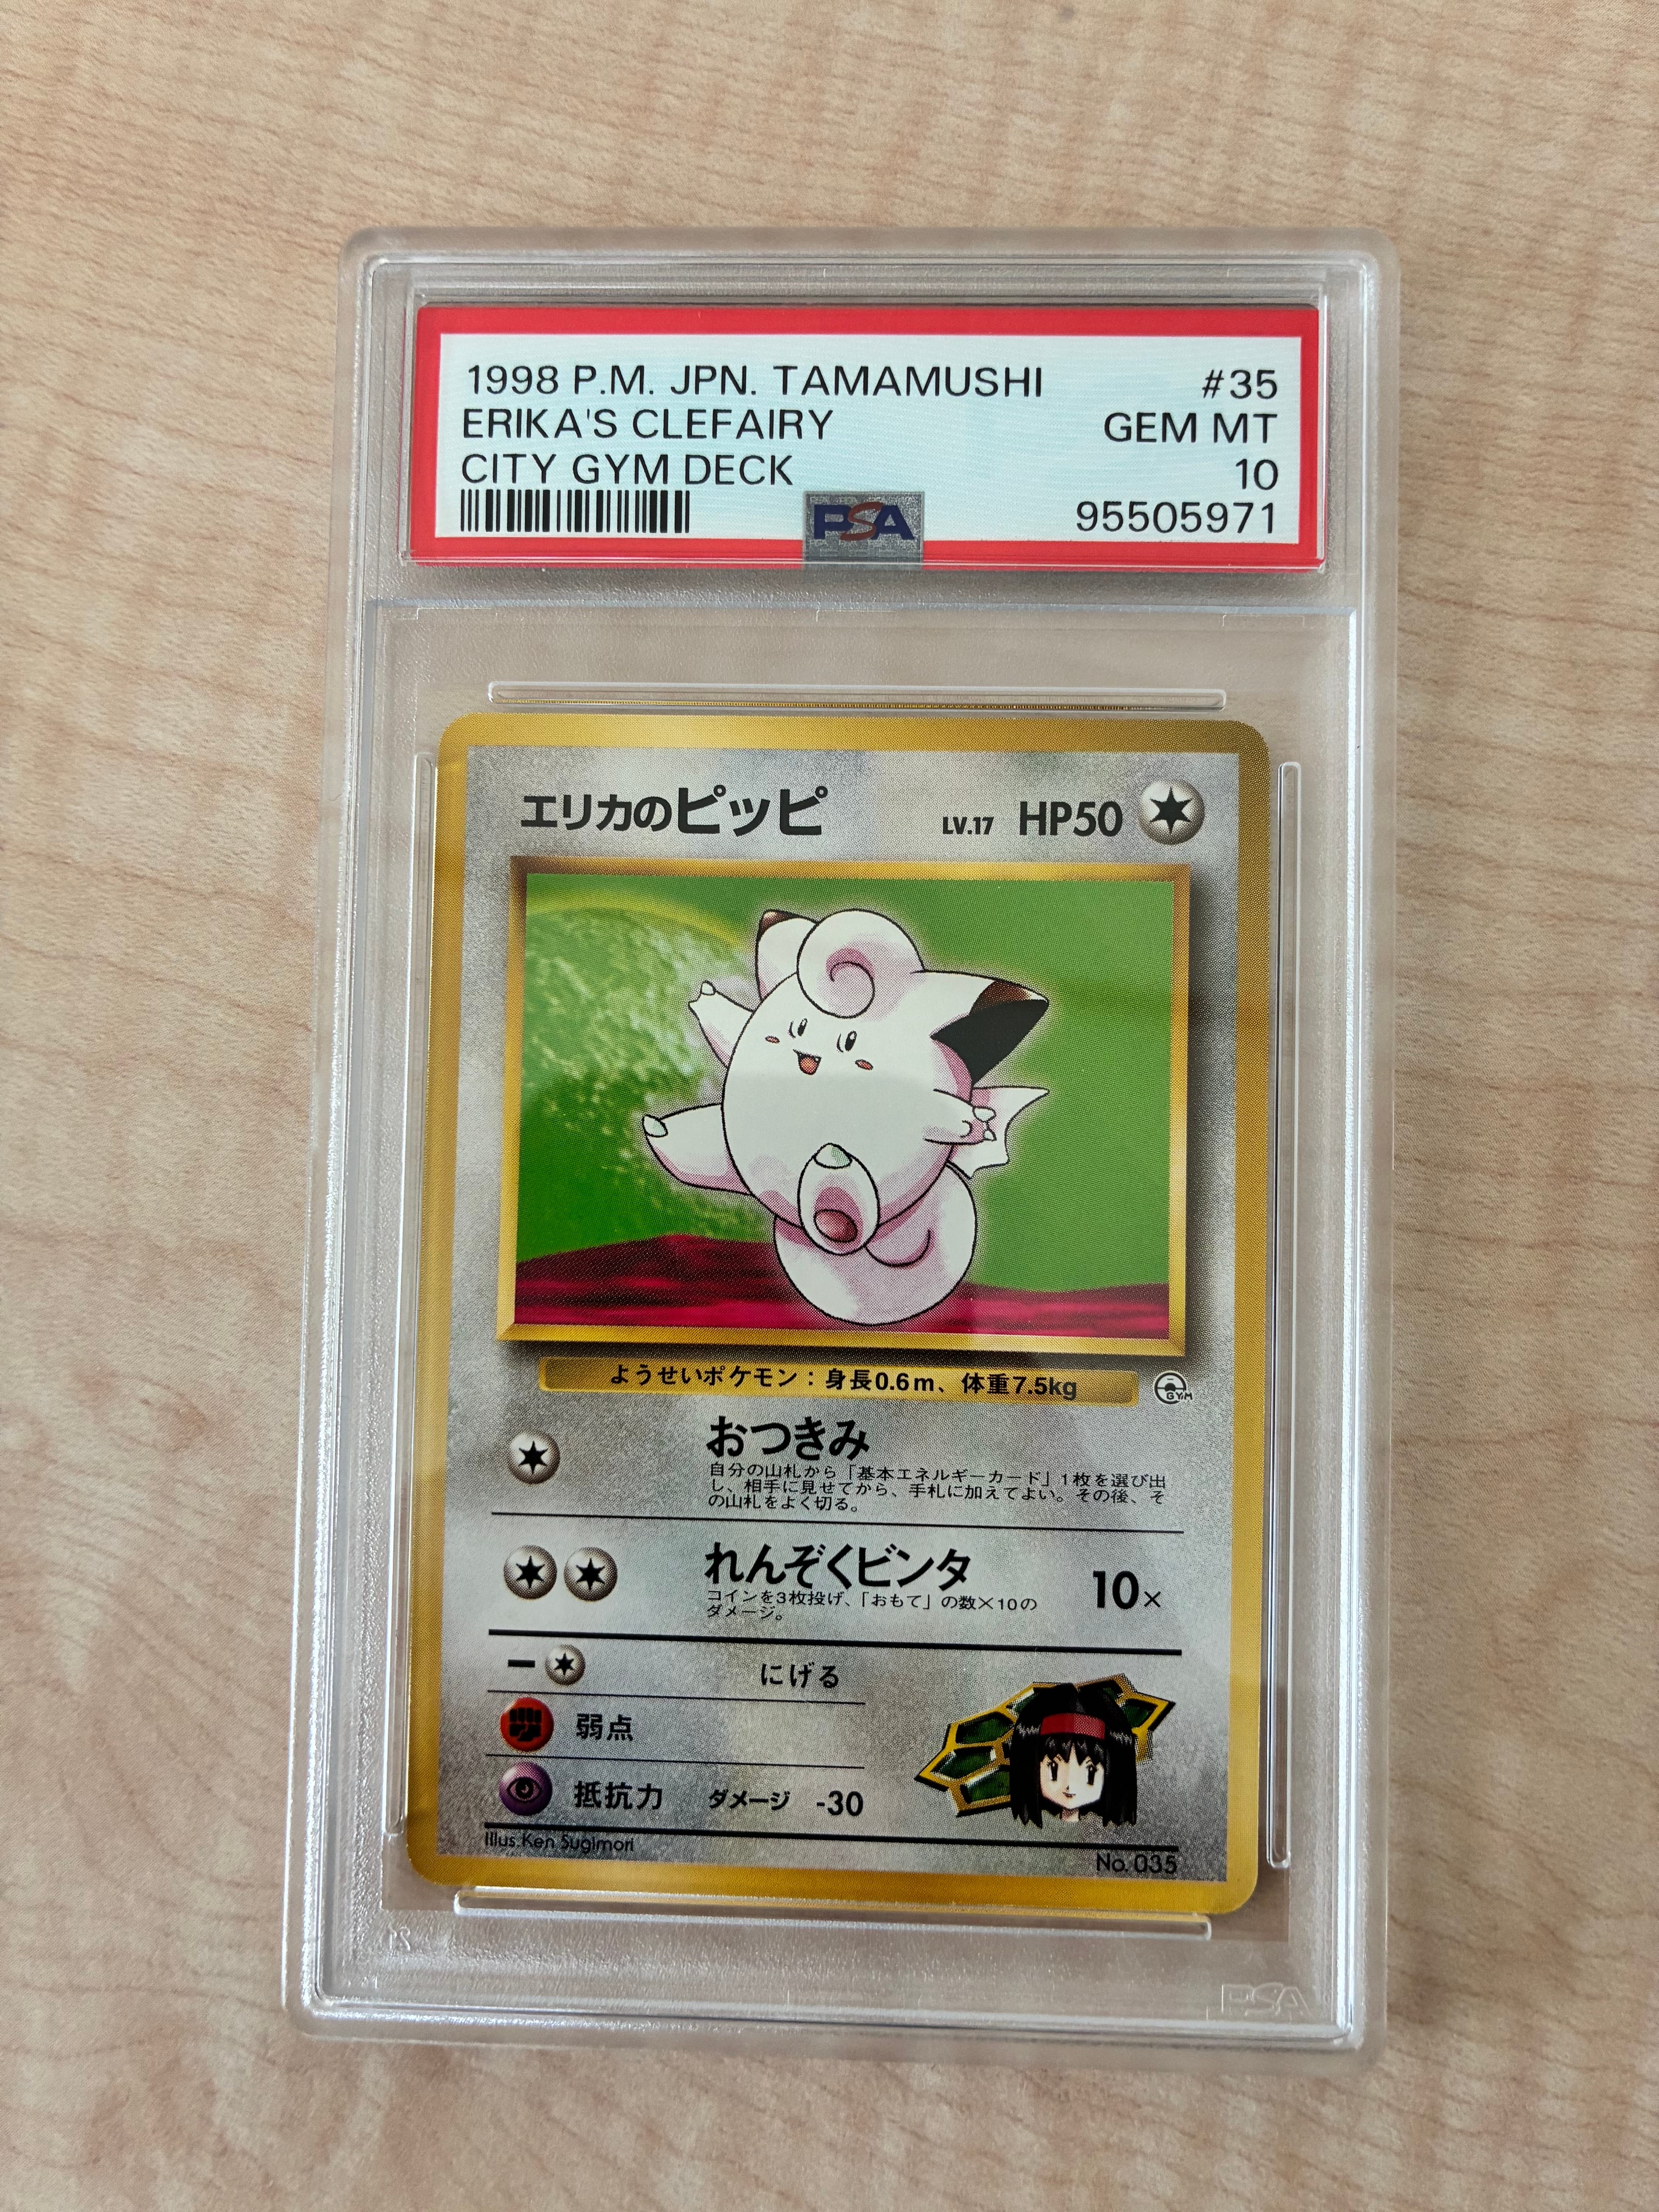 1998 P.M. JPN. TAMAMUSHI #35
ERIKA'S CLEFAIRY GEM MT
CITY GYM DECK 10
PSA 95505971
エリカのピッピ LV.17 HP50
ようせいポケモン：身長0.6m、体重7.5kg
GYM
おつきみ
自分の山札から「基本エネルギーカード」1枚を選び出
し、相手に見せてから、手札に加えてよい。その後、そ
の山札をよく切る。
れんぞくビンタ 10×
コインを3枚投げ、「おもて」の数×10の
ダメージ。
ー にげる
弱点
抵抗力 ダメージ -30
Illus. Ken Sugimori
No. 035
PSA